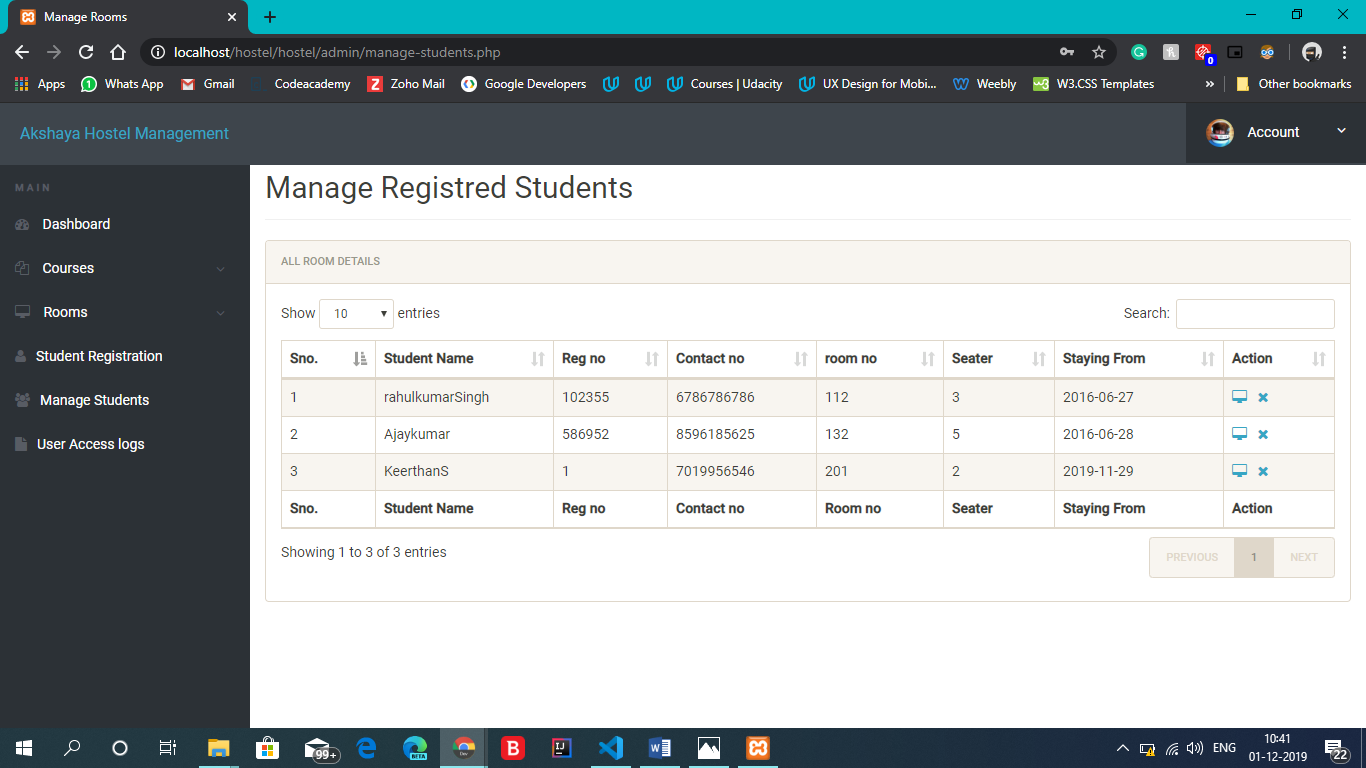 Manage Rooms
localhost/hostel/hostel/admin/manage-students.php
0
Apps Whats App Gmail Codeacademy Zoho Mail Google Developers Courses | Udacity UX Design for Mobi... Weebly W3.CSS Templates » Other bookmarks
Akshaya Hostel Management Account
MAIN
Dashboard
Courses
Rooms
Student Registration
Manage Students
User Access logs
Manage Registred Students
ALL ROOM DETAILS
Show 10 entries Search:
Sno. Student Name Reg no Contact no room no Seater Staying From Action
1 rahulkumarSingh 102355 6786786786 112 3 2016-06-27
2 Ajaykumar 586952 8596185625 132 5 2016-06-28
3 KeerthanS 1 7019956546 201 2 2019-11-29
Sno. Student Name Reg no Contact no Room no Seater Staying From Action
Showing 1 to 3 of 3 entries PREVIOUS 1 NEXT
99+ BETA Dev B IJ W ENG 10:41
01-12-2019 22